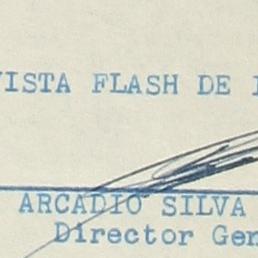 VISTA FLASH DE
ARCADIO SILVA
Director Gen